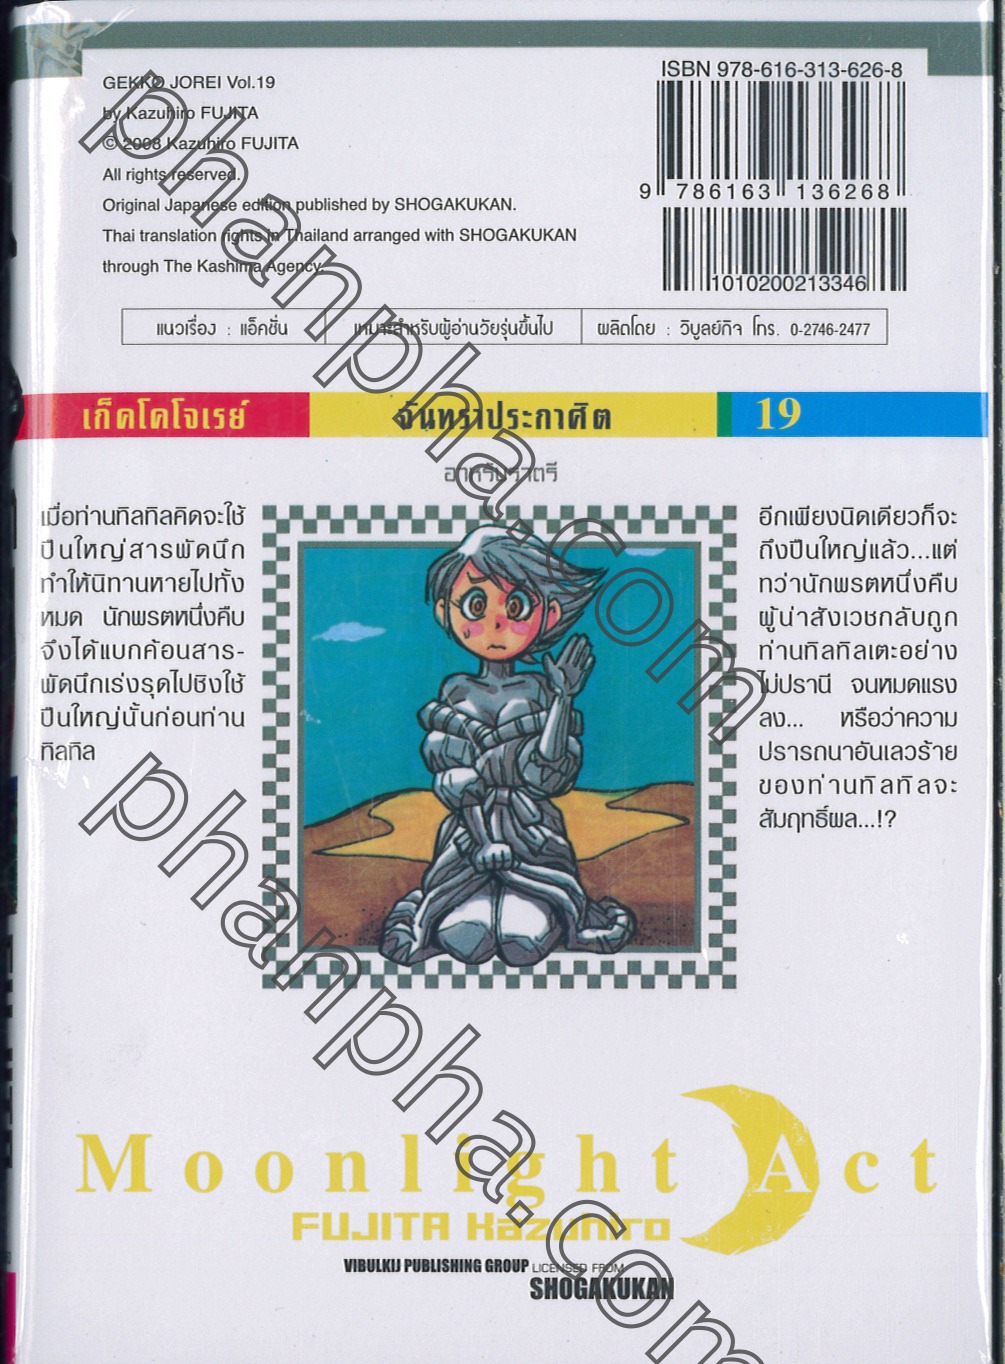 GEKKO JOREI Vol.19
by Kazuhiro FUJITA
© 2008 Kazuhiro FUJITA
All rights reserved.
Original Japanese edition published by SHOGAKUKAN.
Thai translation rights in Thailand arranged with SHOGAKUKAN
through The Kashima Agency.
ISBN 978-616-313-626-8
9 786163 136268
1010200213346
แนวเรื่อง : แอ็คชั่น เหมาะสำหรับผู้อ่านวัยรุ่นขึ้นไป ผลิตโดย : วิบูลย์กิจ โทร. 0-2746-2477
เก็คโคโจเรย์ จันทราประกาศิต 19
อาหรับราตรี
เมื่อท่านทิลทิลคิดจะใช้
ปืนใหญ่สารพัดนึก
ทำให้นิทานหายไปทั้ง
หมด นักพรตหนึ่งคืบ
จึงได้แบกค้อนสาร-
พัดนึกเร่งรุดไปชิงใช้
ปืนใหญ่นั้นก่อนท่าน
ทิลทิล
อีกเพียงนิดเดียวก็จะ
ถึงปืนใหญ่แล้ว...แต่
ทว่านักพรตหนึ่งคืบ
ผู้น่าสังเวชกลับถูก
ท่านทิลทิลเตะอย่าง
ไม่ปรานี จนหมดแรง
ลง... หรือว่าความ
ปรารถนาอันเลวร้าย
ของท่านทิลทิลจะ
สัมฤทธิ์ผล...!?
Moonlight Act
FUJITA Kazuhiro
VIBULKIJ PUBLISHING GROUP LICENSED FROM
SHOGAKUKAN
phanpha.com
phanpha.com